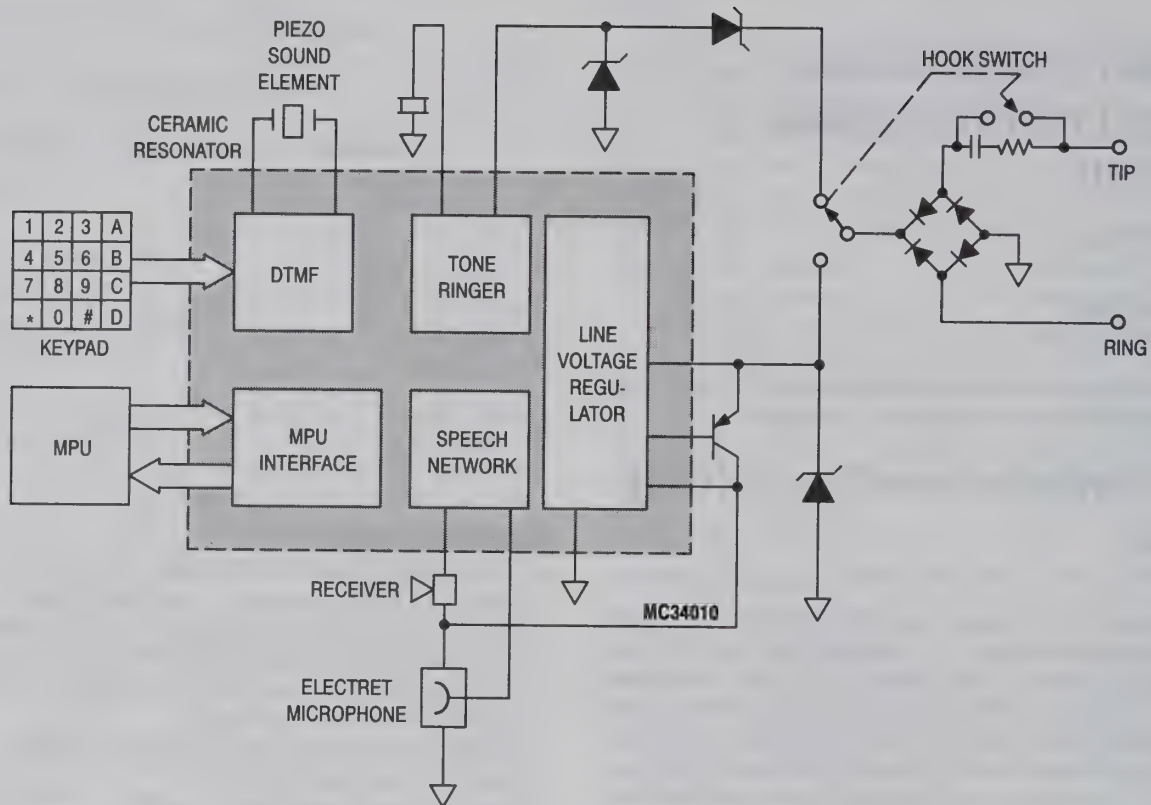 PIEZO
SOUND
ELEMENT
CERAMIC
RESONATOR
HOOK SWITCH
TIP
1 2 3 A
4 5 6 B
7 8 9 C
* 0 # D
KEYPAD
DTMF
TONE
RINGER
LINE
VOLTAGE
REGU-
LATOR
RING
MPU
MPU
INTERFACE
SPEECH
NETWORK
RECEIVER
MC34010
ELECTRET
MICROPHONE